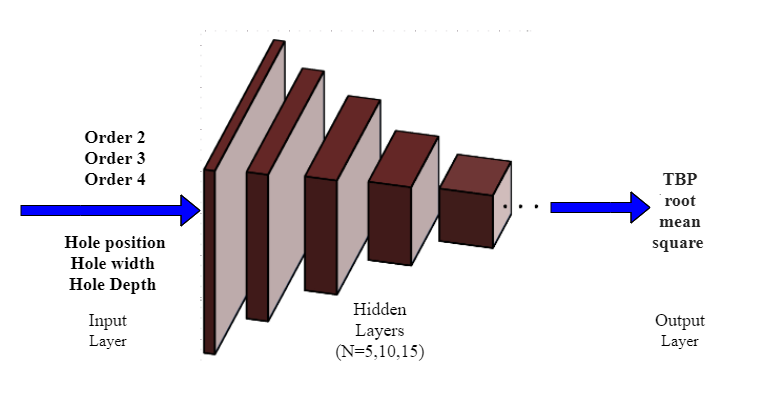 Order 2
Order 3
Order 4
Hole position
Hole width
Hole Depth
Input
Layer
Hidden
Layers
(N=5,10,15)
TBP
root
mean
square
Output
Layer